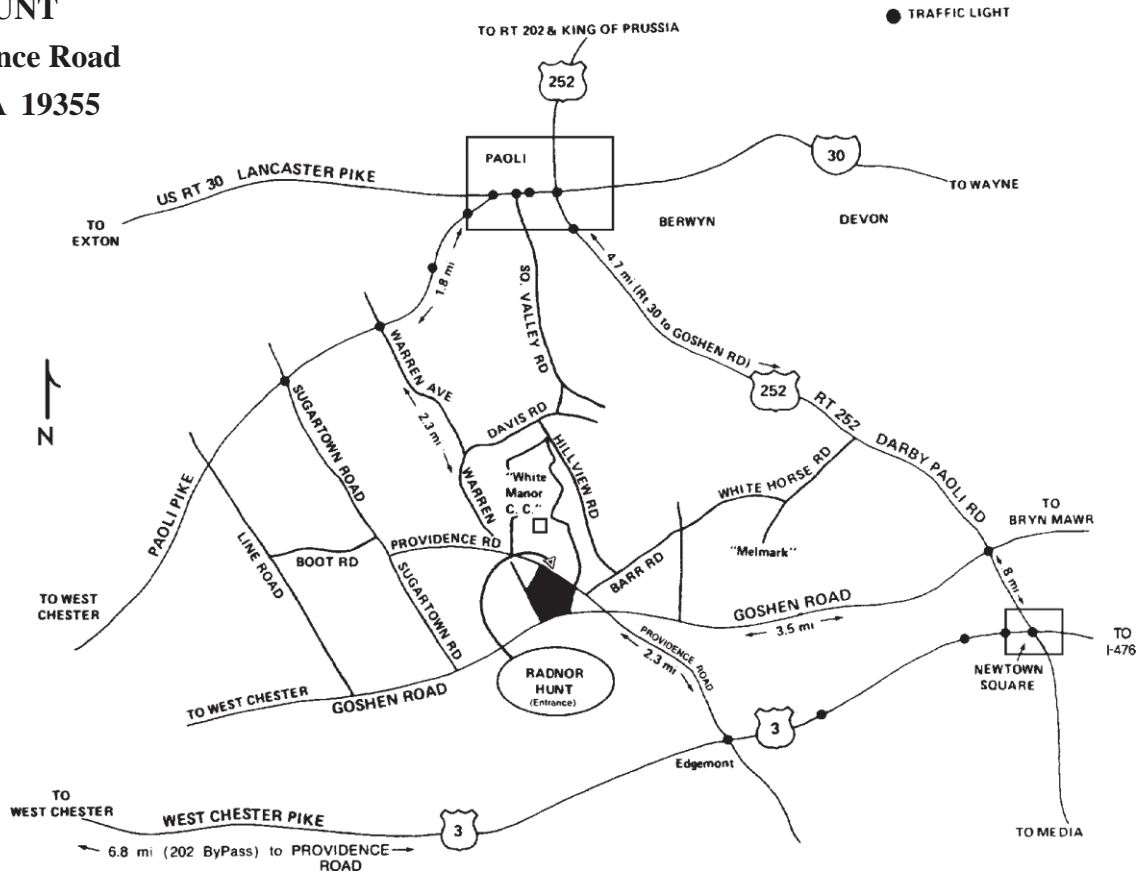 UNT
nce Road
A 19355
TRAFFIC LIGHT
TO RT 202 & KING OF PRUSSIA
252
PAOLI
30
US RT 30 LANCASTER PIKE
TO WAYNE
TO
EXTON
BERWYN
DEVON
1.8 mi
SO. VALLEY RD
4.7 mi (Rt 30 to GOSHEN RD)
252
RT 252
DARBY PAOLI RD
N
WARREN AVE
2.3 mi
SUGARTOWN ROAD
DAVIS RD
HILLVIEW RD
WARREN
"White
Manor
C. C."
WHITE HORSE RD
"Melmark"
TO
BRYN MAWR
PAOLI PIKE
LINE ROAD
BOOT RD
PROVIDENCE RD
SUGARTOWN RD
BARR RD
GOSHEN ROAD
3.5 mi
8 mi
TO WEST
CHESTER
PROVIDENCE ROAD
2.3 mi
TO
I-476
NEWTOWN
SQUARE
RADNOR
HUNT
(Entrance)
TO WEST CHESTER
GOSHEN ROAD
3
Edgemont
TO
WEST CHESTER
WEST CHESTER PIKE
3
TO MEDIA
6.8 mi (202 ByPass) to PROVIDENCE
ROAD